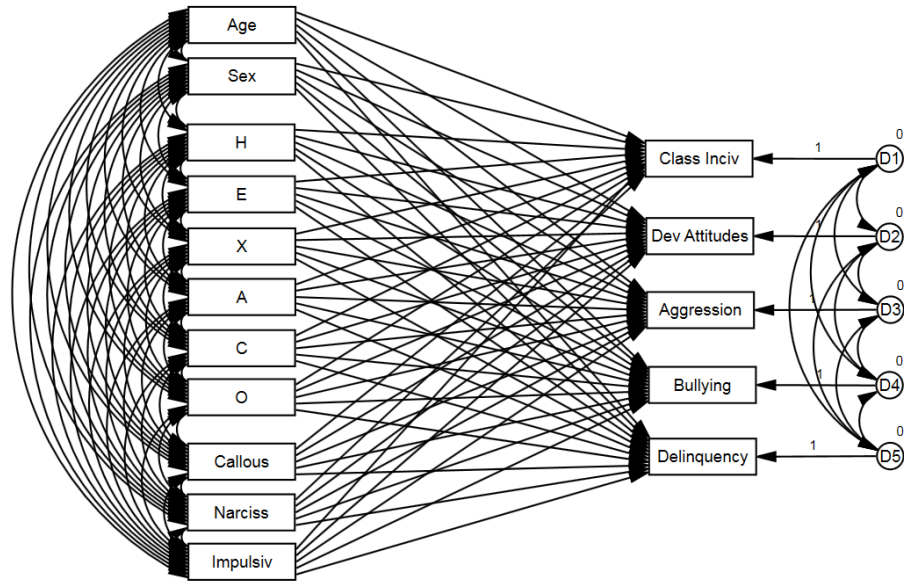 Age
Sex
H
E
X
A
C
O
Callous
Narciss
Impulsiv
Class Inciv
Dev Attitudes
Aggression
Bullying
Delinquency
1
1
1
1
1
0
D1
0
D2
0
D3
0
D4
0
D5